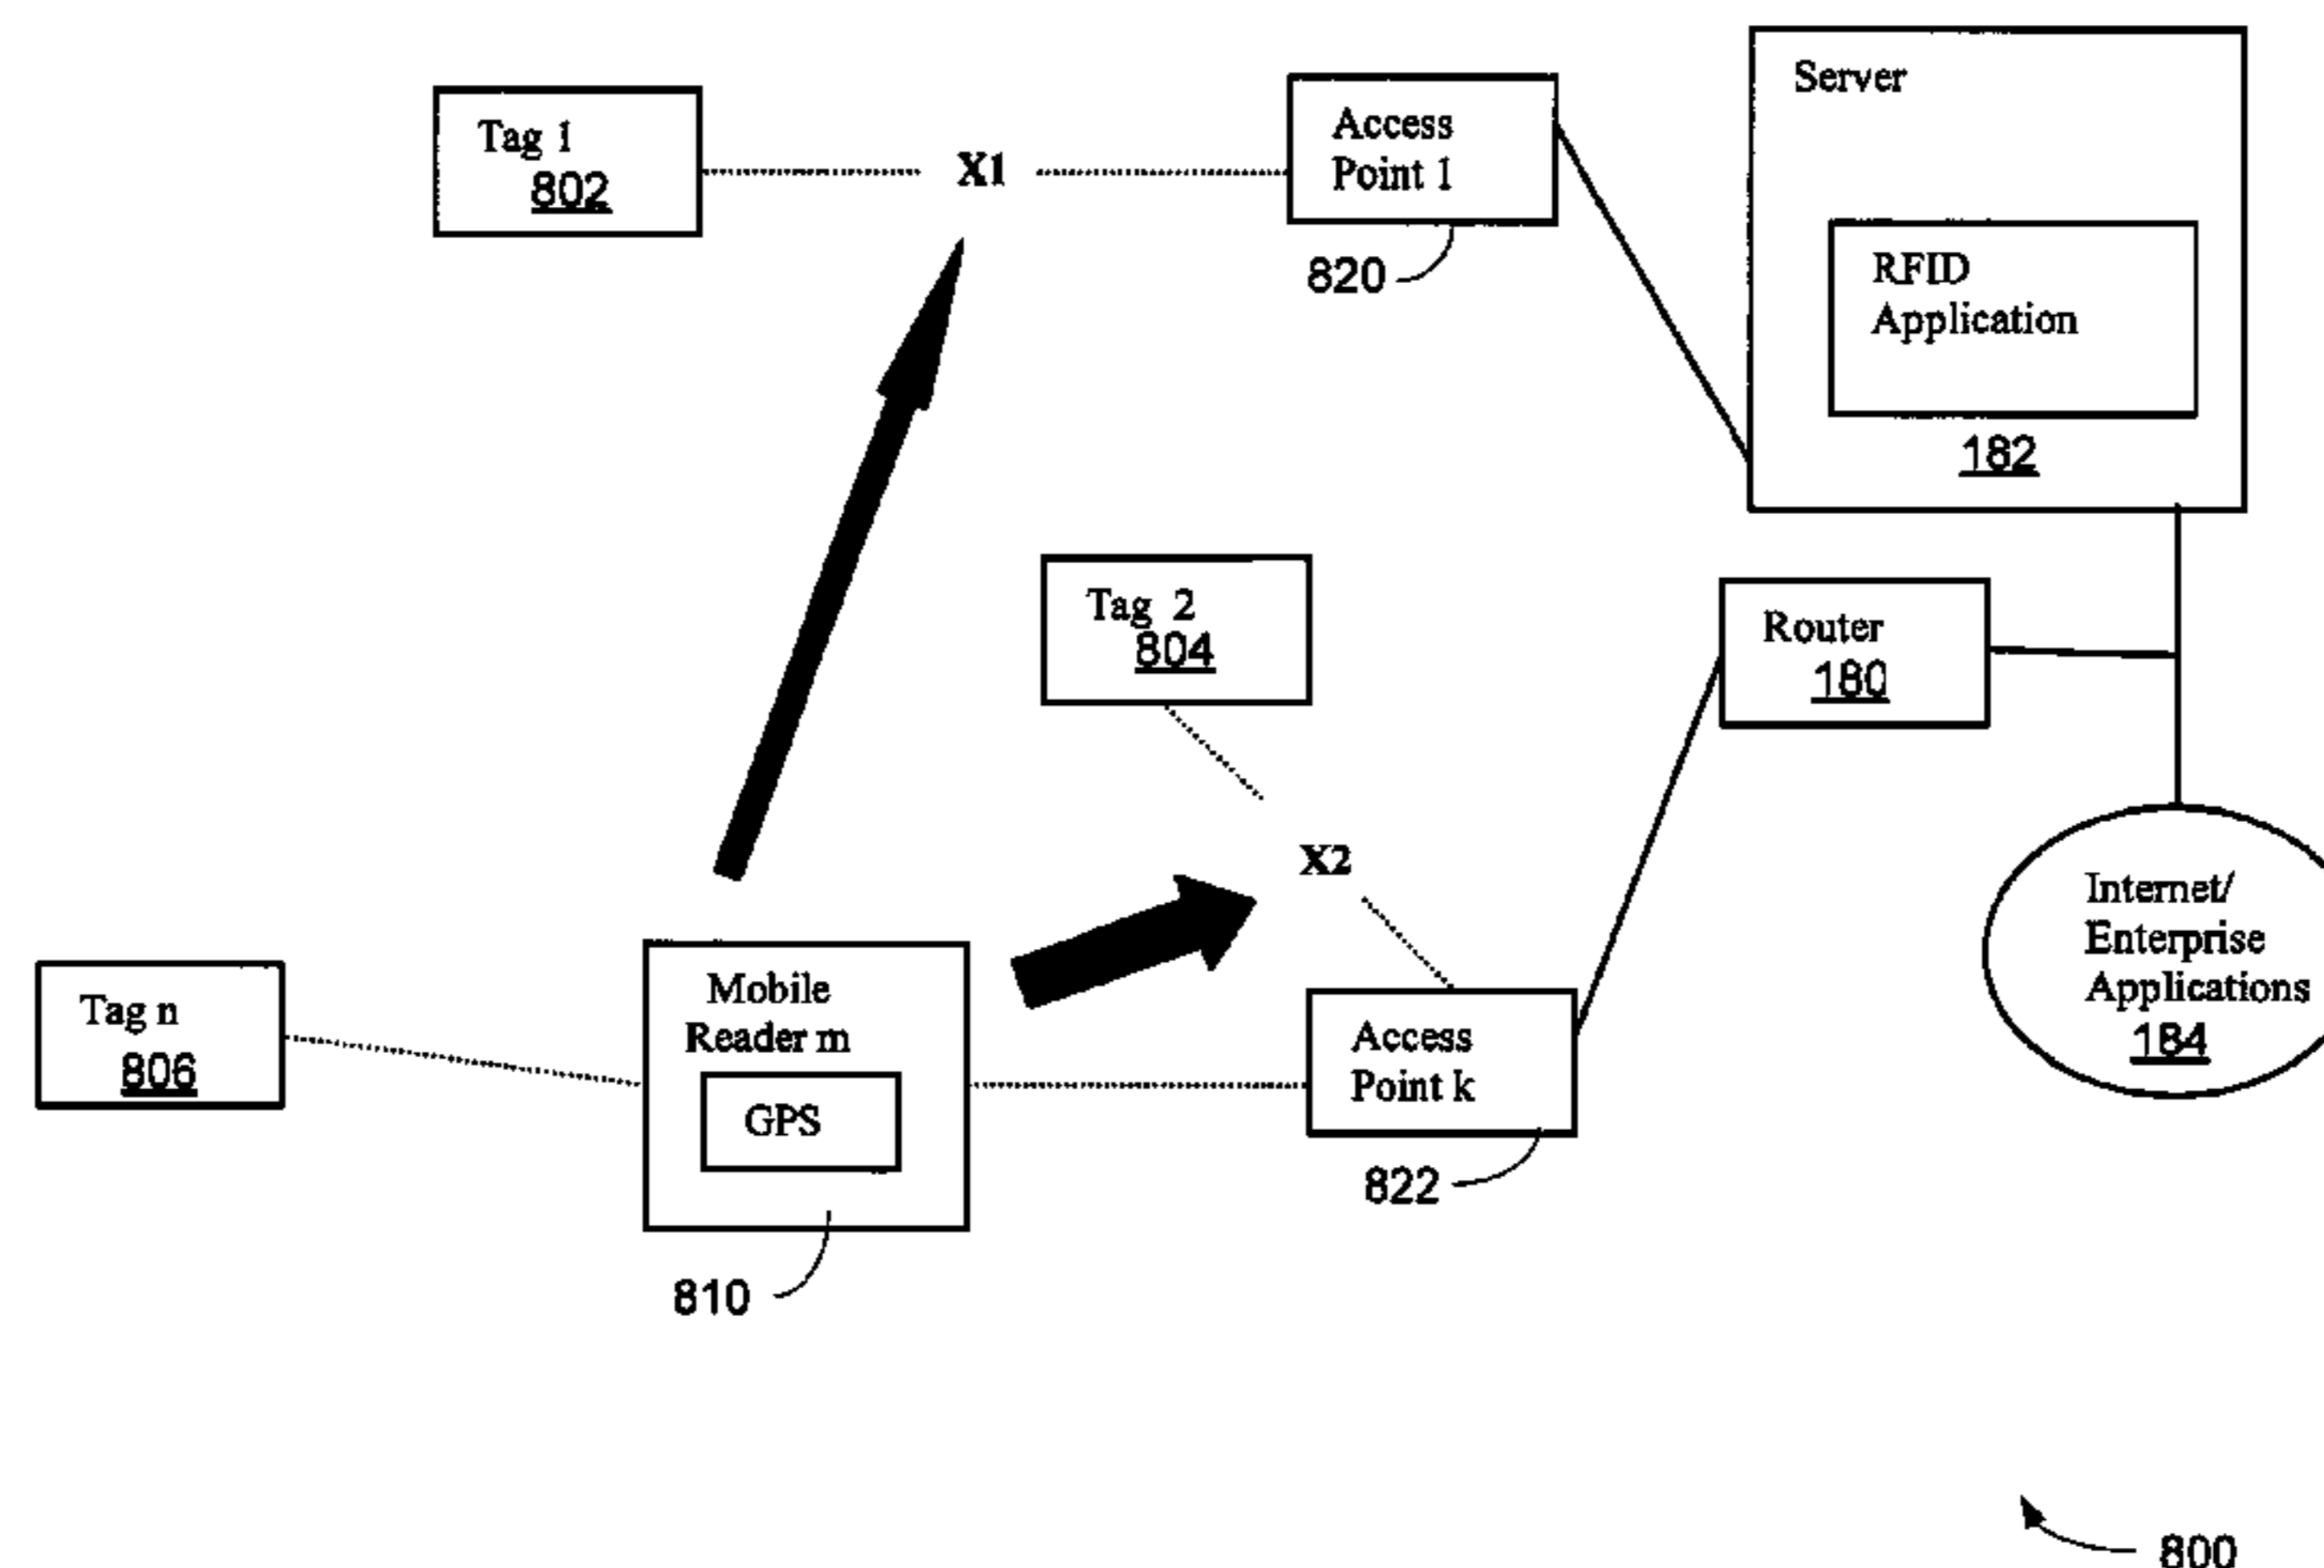 Server
Tag 1
802
X1
Access
Point 1
820
RFID
Application
182
Tag 2
804
Router
180
X2
Internet/
Enterprise
Applications
184
Tag n
806
Mobile
Reader m
GPS
810
Access
Point k
822
800